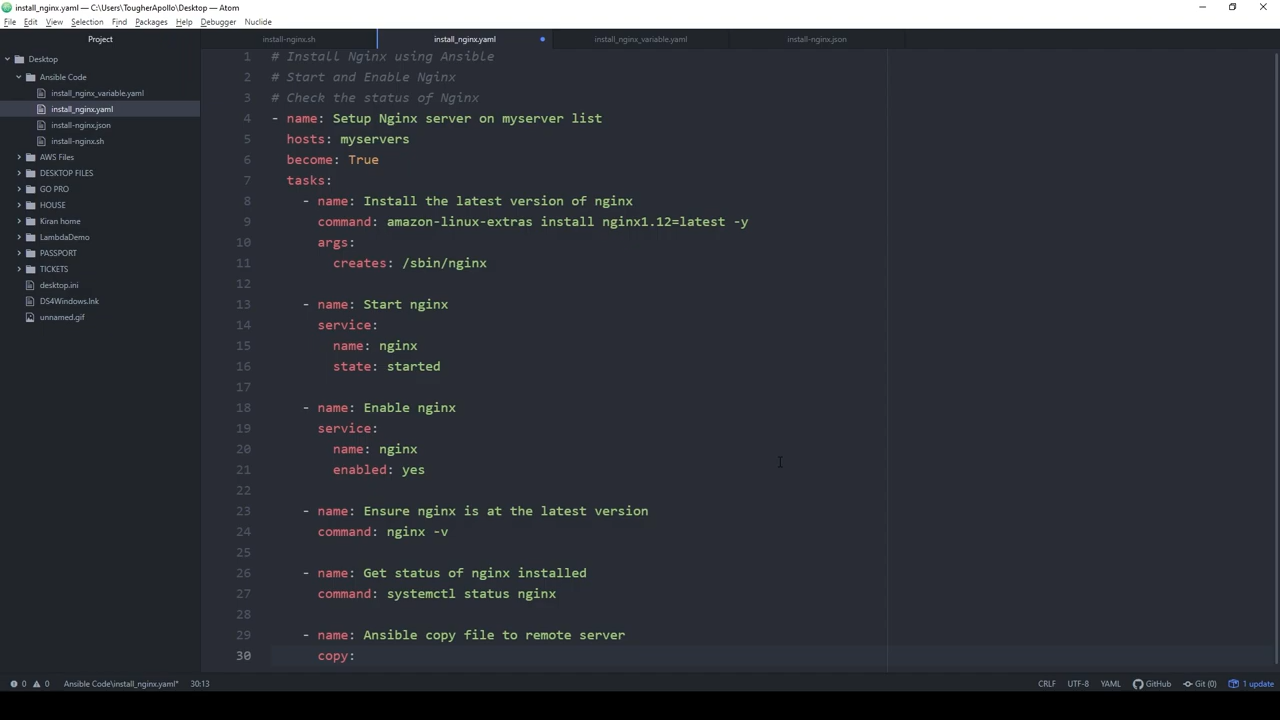 install_nginx.yaml — C:\Users\TougherApollo\Desktop — Atom
File Edit View Selection Find Packages Help Debugger Nuclide
Project
install-nginx.sh
install_nginx.yaml
install_nginx_variable.yaml
install-nginx.json
Desktop
Ansible Code
install_nginx_variable.yaml
install_nginx.yaml
install-nginx.json
install-nginx.sh
AWS Files
DESKTOP FILES
GO PRO
HOUSE
Kiran home
LambdaDemo
PASSPORT
TICKETS
desktop.ini
DS4Windows.lnk
unnamed.gif
1 # Install Nginx using Ansible
2 # Start and Enable Nginx
3 # Check the status of Nginx
4 - name: Setup Nginx server on myserver list
5 hosts: myservers
6 become: True
7 tasks:
8 - name: Install the latest version of nginx
9 command: amazon-linux-extras install nginx1.12=latest -y
10 args:
11 creates: /sbin/nginx
12
13 - name: Start nginx
14 service:
15 name: nginx
16 state: started
17
18 - name: Enable nginx
19 service:
20 name: nginx
21 enabled: yes
22
23 - name: Ensure nginx is at the latest version
24 command: nginx -v
25
26 - name: Get status of nginx installed
27 command: systemctl status nginx
28
29 - name: Ansible copy file to remote server
30 copy:
0 0 Ansible Code\install_nginx.yaml* 30:13 CRLF UTF-8 YAML GitHub Git (0) 1 update